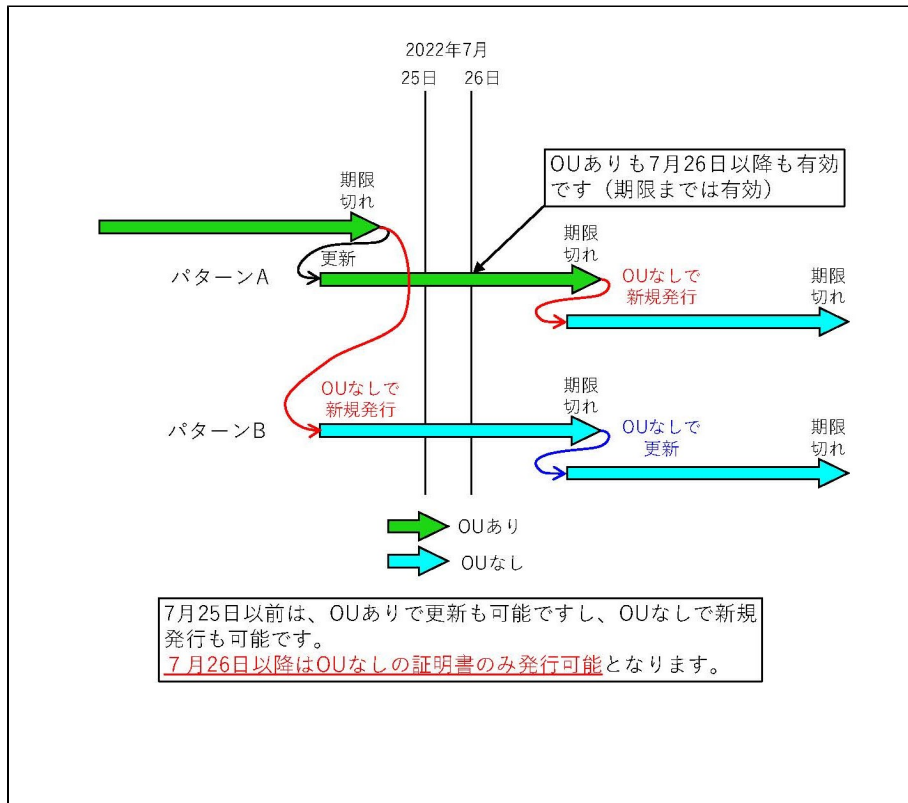 2022年7月
25日
26日
OUありも7月26日以降も有効
です（期限までは有効）
期限
切れ
更新
パターンA
期限
切れ
OUなしで
新規発行
期限
切れ
OUなしで
新規発行
パターンB
期限
切れ
OUなしで
更新
期限
切れ
OUあり
OUなし
7月25日以前は、OUありで更新も可能ですし、OUなしで新規
発行も可能です。
７月26日以降はOUなしの証明書のみ発行可能となります。